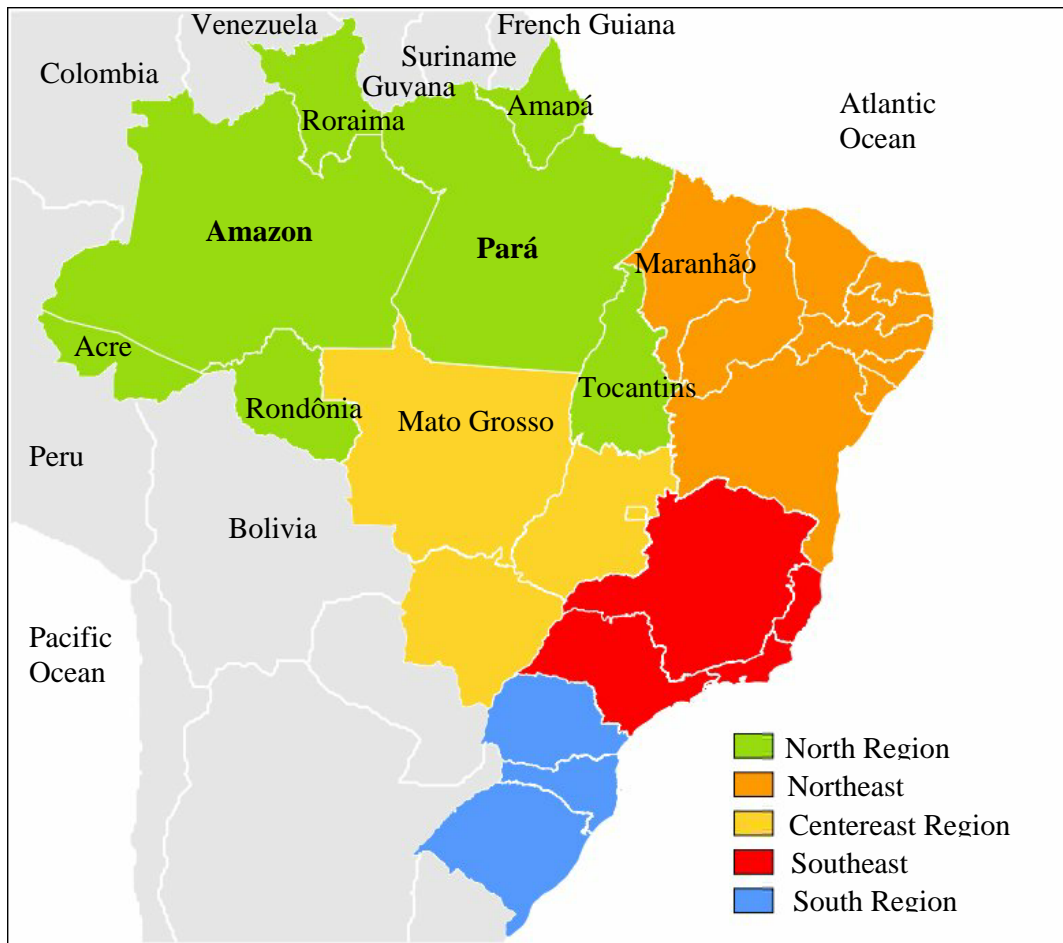 Venezuela
French Guiana
Suriname
Colombia
Guyana
Amapá
Atlantic
Ocean
Roraima
Amazon
Pará
Maranhão
Acre
Tocantins
Rondônia
Mato Grosso
Peru
Bolivia
Pacific
Ocean
North Region
Northeast
Centereast Region
Southeast
South Region